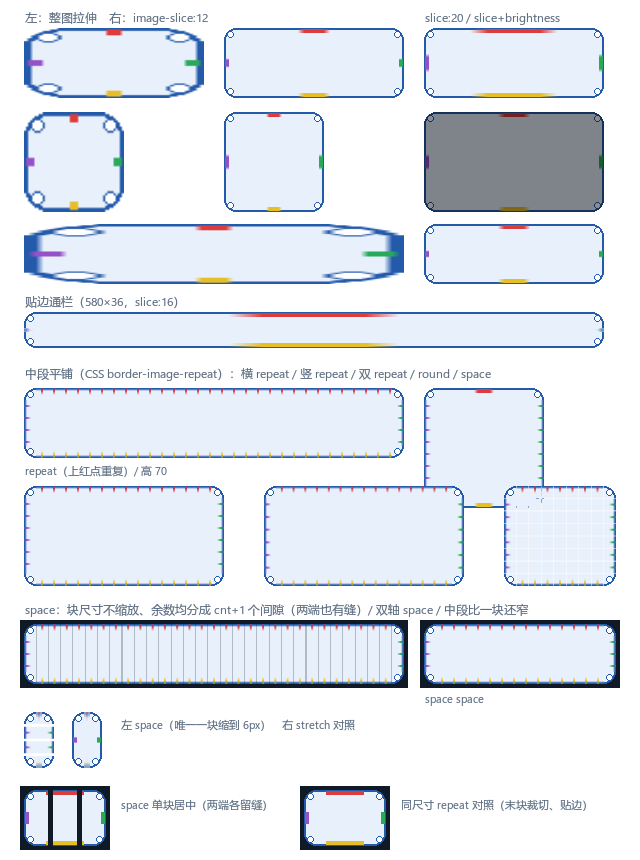 左：整图拉伸　右：image-slice:12
slice:20 / slice+brightness
贴边通栏（580×36，slice:16）
中段平铺（CSS border-image-repeat）：横 repeat / 竖 repeat / 双 repeat / round / space
repeat（上红点重复）/ 高 70
space：块尺寸不缩放、余数均分成 cnt+1 个间隙（两端也有缝）/ 双轴 space / 中段比一块还窄
space space
左 space（唯一一块缩到 6px）　右 stretch 对照
space 单块居中（两端各留缝）
同尺寸 repeat 对照（末块裁切、贴边）